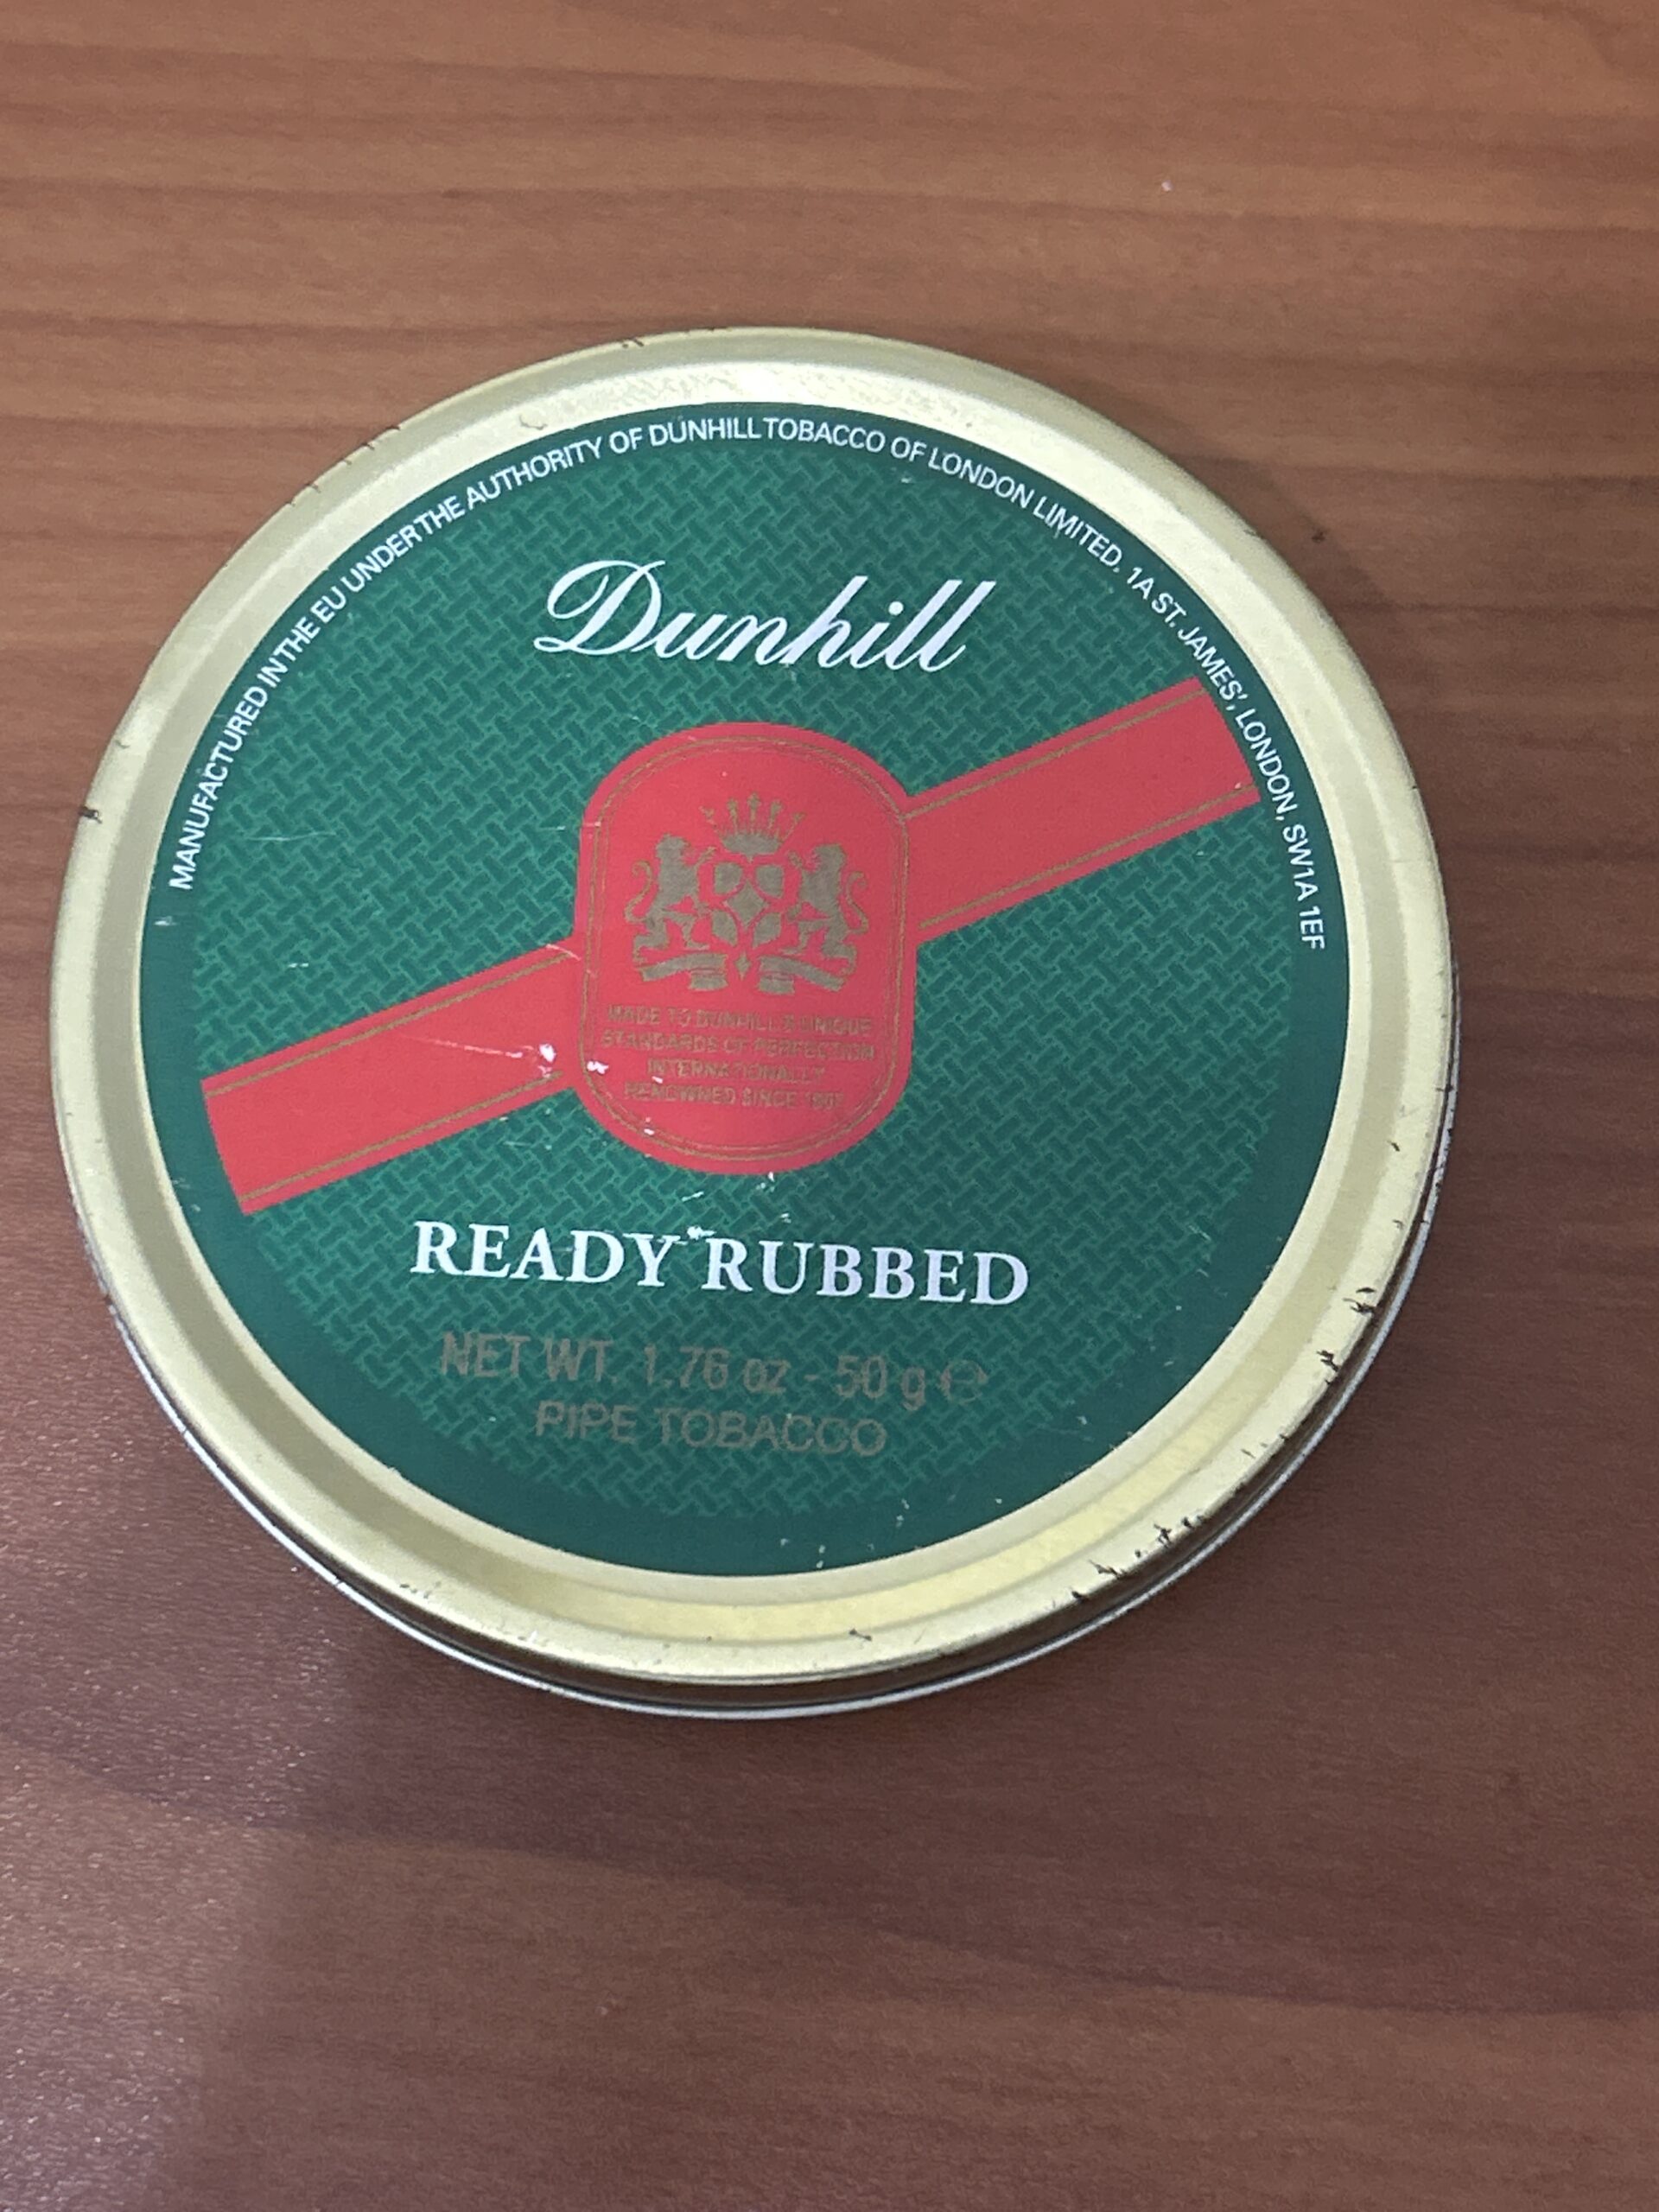 MANUFACTURED IN THE EU UNDER THE AUTHORITY OF DUNHILL TOBACCO OF LONDON LIMITED, 1A ST. JAMES', LONDON, SW1A 1EF
Dunhill
MADE TO DUNHILL'S UNIQUE
STANDARDS OF PERFECTION
INTERNATIONALLY
RENOWNED SINCE
READY RUBBED
NET WT. 1.76 oz - 50 g ℮
PIPE TOBACCO